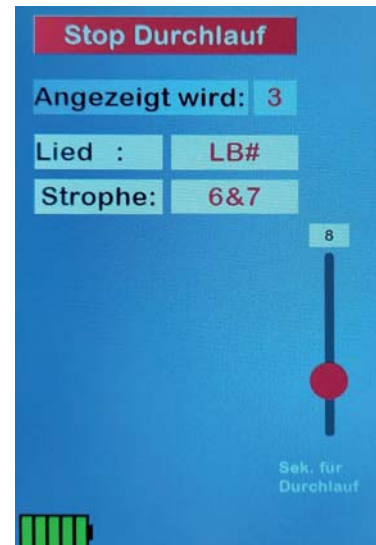 Stop Durchlauf
Angezeigt wird: 3
Lied : LB#
Strophe: 6&7
8
Sek. für
Durchlauf